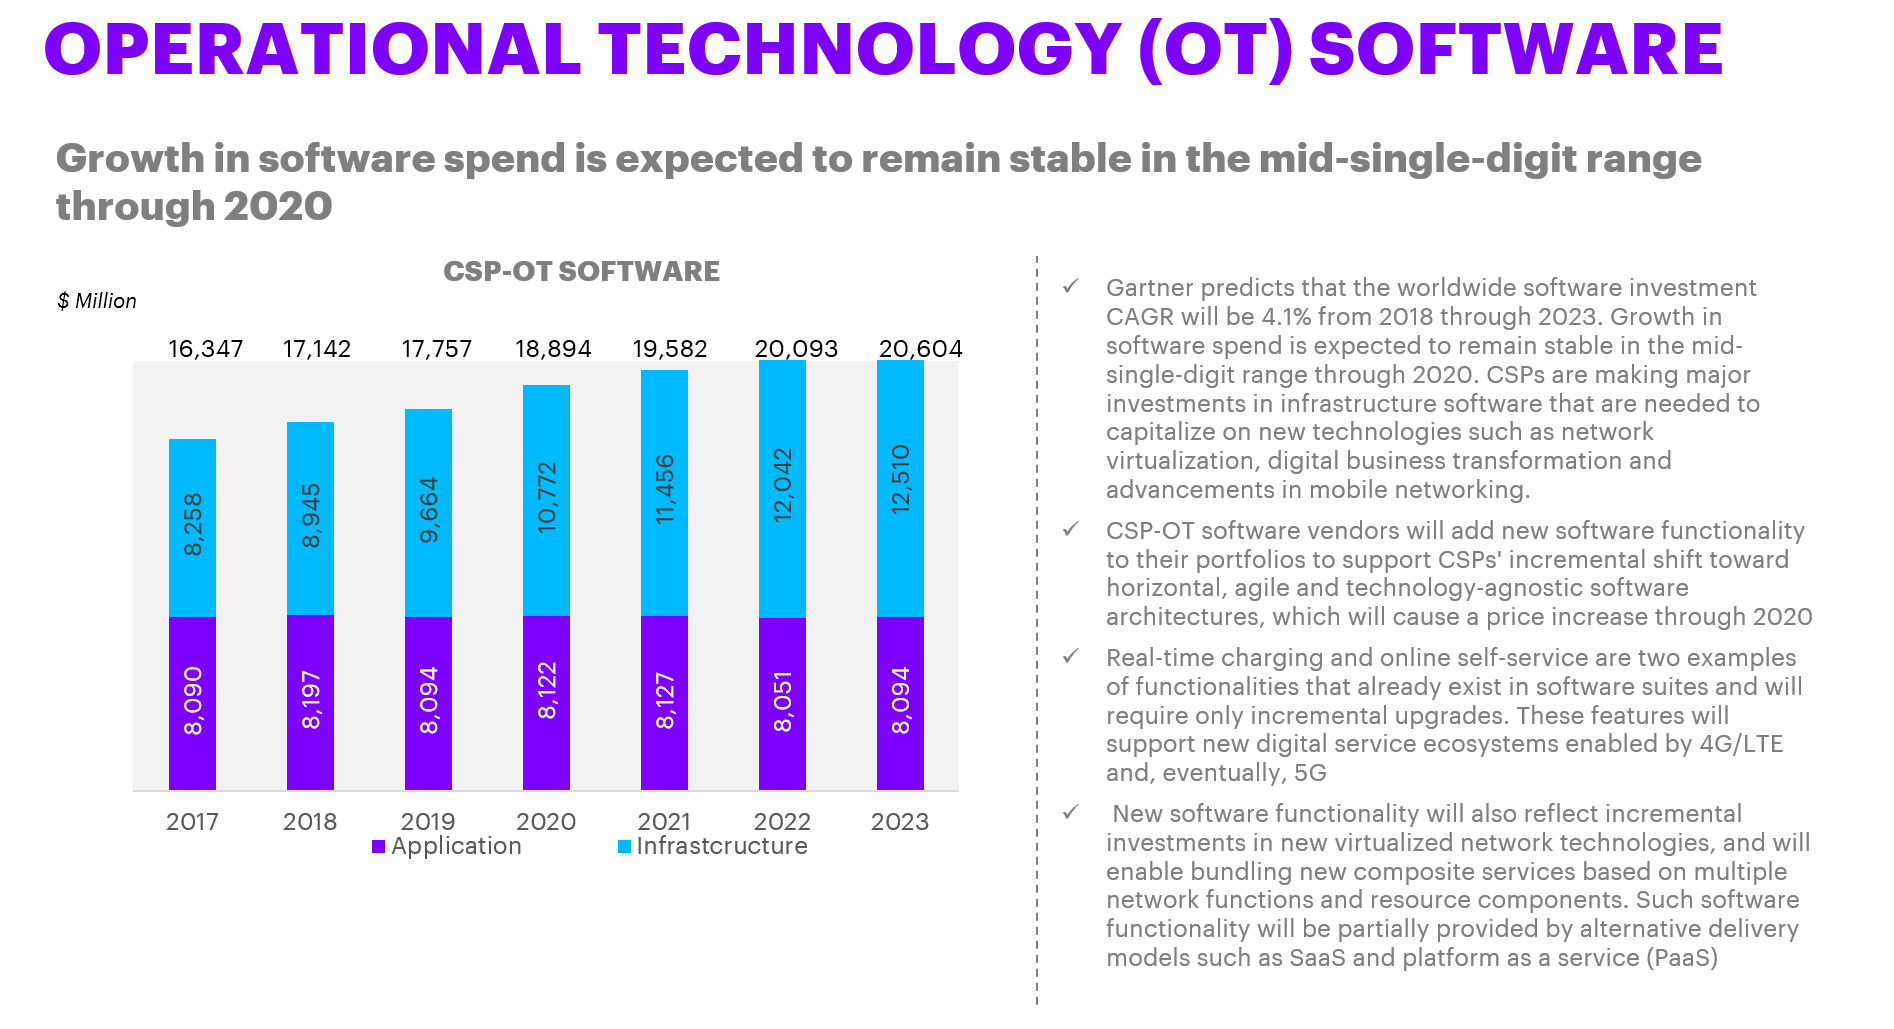 OPERATIONAL TECHNOLOGY (OT) SOFTWARE
Growth in software spend is expected to remain stable in the mid-single-digit range
through 2020
CSP-OT SOFTWARE
$ Million
16,347 17,142 17,757 18,894 19,582 20,093 20,604
8,258 8,945 9,664 10,772 11,456 12,042 12,510
8,090 8,197 8,094 8,122 8,127 8,051 8,094
2017 2018 2019 2020 2021 2022 2023
Application Infrastcructure
✓ Gartner predicts that the worldwide software investment
CAGR will be 4.1% from 2018 through 2023. Growth in
software spend is expected to remain stable in the mid-
single-digit range through 2020. CSPs are making major
investments in infrastructure software that are needed to
capitalize on new technologies such as network
virtualization, digital business transformation and
advancements in mobile networking.
✓ CSP-OT software vendors will add new software functionality
to their portfolios to support CSPs' incremental shift toward
horizontal, agile and technology-agnostic software
architectures, which will cause a price increase through 2020
✓ Real-time charging and online self-service are two examples
of functionalities that already exist in software suites and will
require only incremental upgrades. These features will
support new digital service ecosystems enabled by 4G/LTE
and, eventually, 5G
✓ New software functionality will also reflect incremental
investments in new virtualized network technologies, and will
enable bundling new composite services based on multiple
network functions and resource components. Such software
functionality will be partially provided by alternative delivery
models such as SaaS and platform as a service (PaaS)